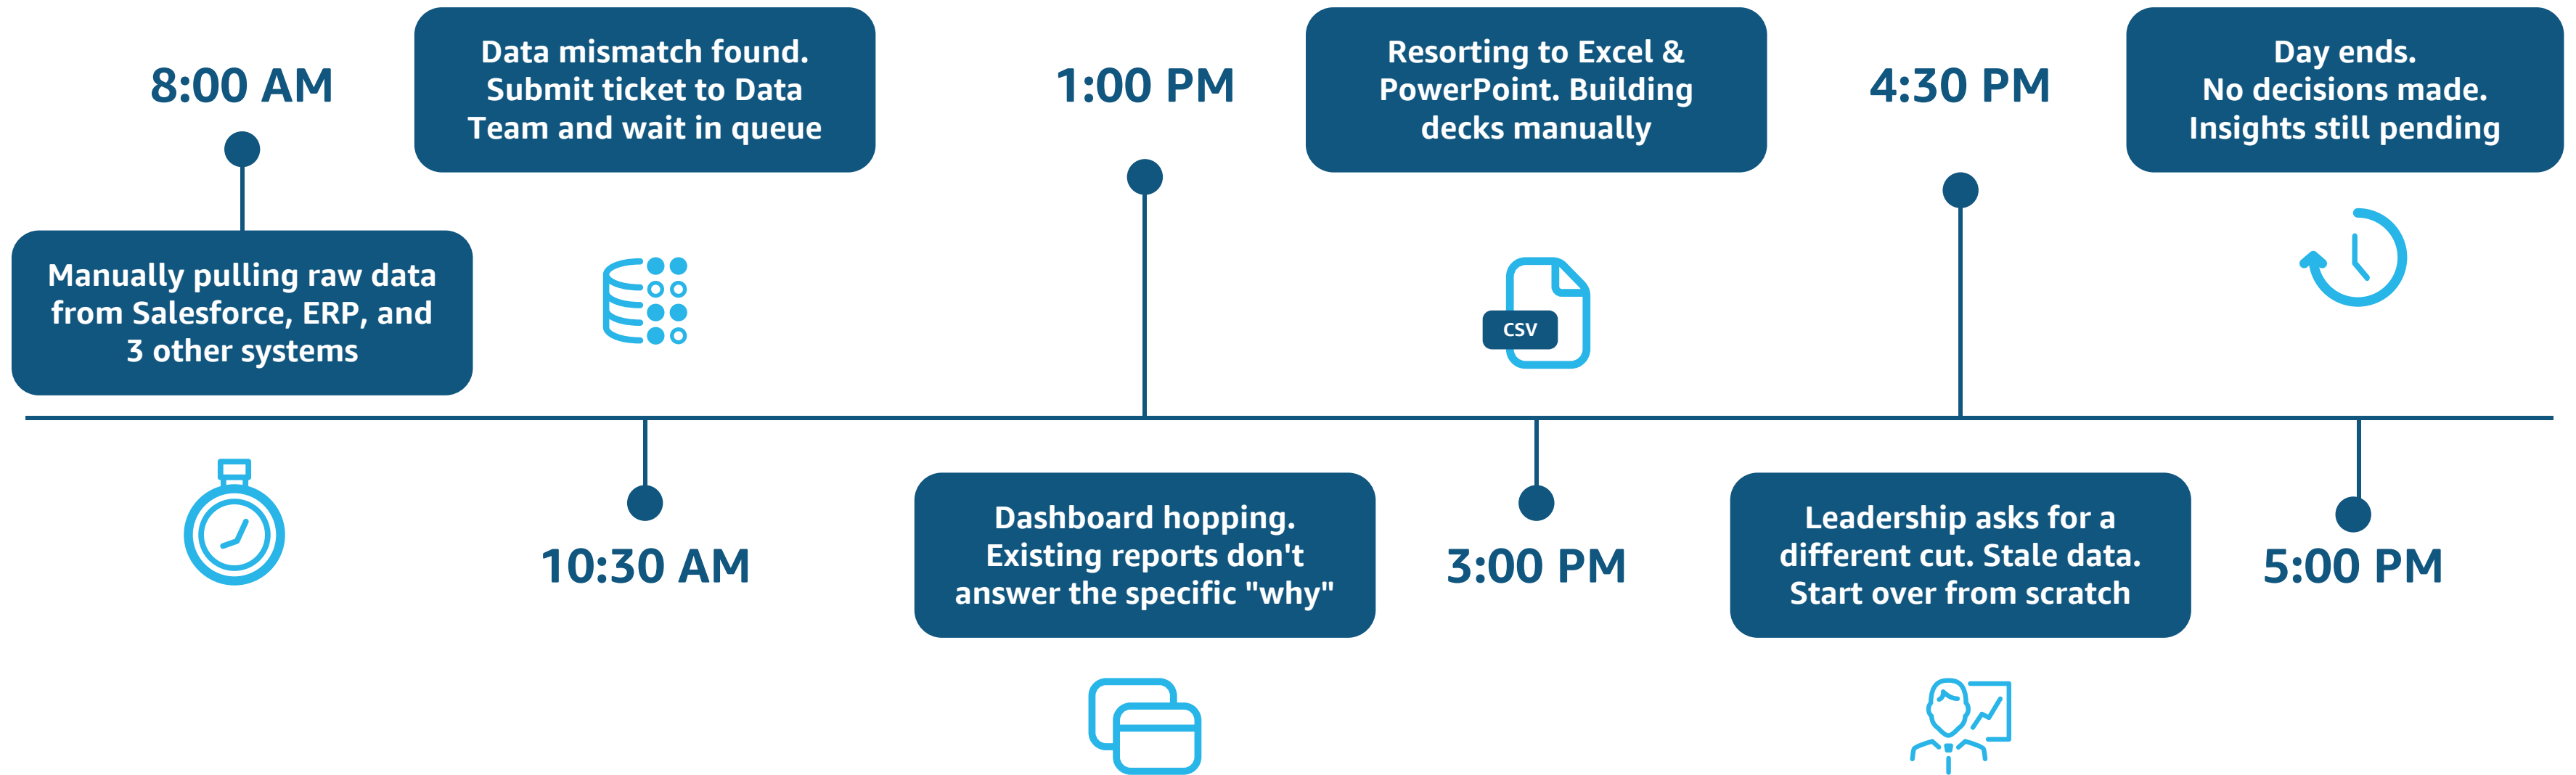 8:00 AM
Manually pulling raw data
from Salesforce, ERP, and
3 other systems
Data mismatch found.
Submit ticket to Data
Team and wait in queue
10:30 AM
1:00 PM
Dashboard hopping.
Existing reports don't
answer the specific "why"
Resorting to Excel &
PowerPoint. Building
decks manually
CSV
3:00 PM
4:30 PM
Leadership asks for a
different cut. Stale data.
Start over from scratch
Day ends.
No decisions made.
Insights still pending
5:00 PM